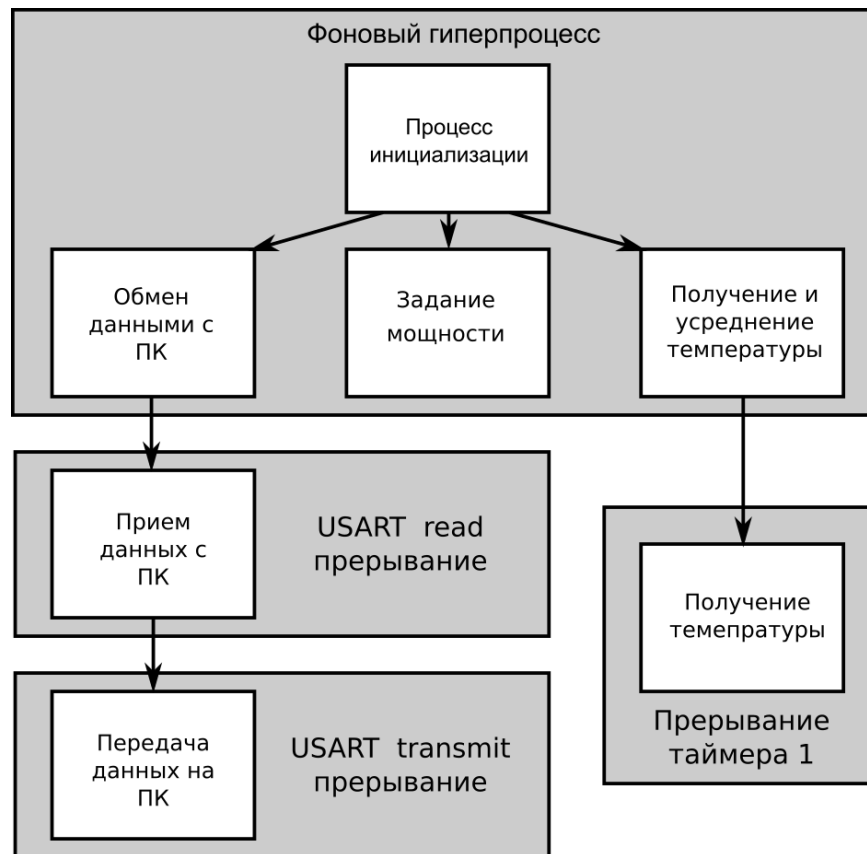 Фоновый гиперпроцесс
Процесс
инициализации
Обмен
данными с
ПК
Задание
мощности
Получение и
усреднение
температуры
Прием
данных с
ПК
USART read
прерывание
Получение
темепратуры
Прерывание
таймера 1
Передача
данных на
ПК
USART transmit
прерывание